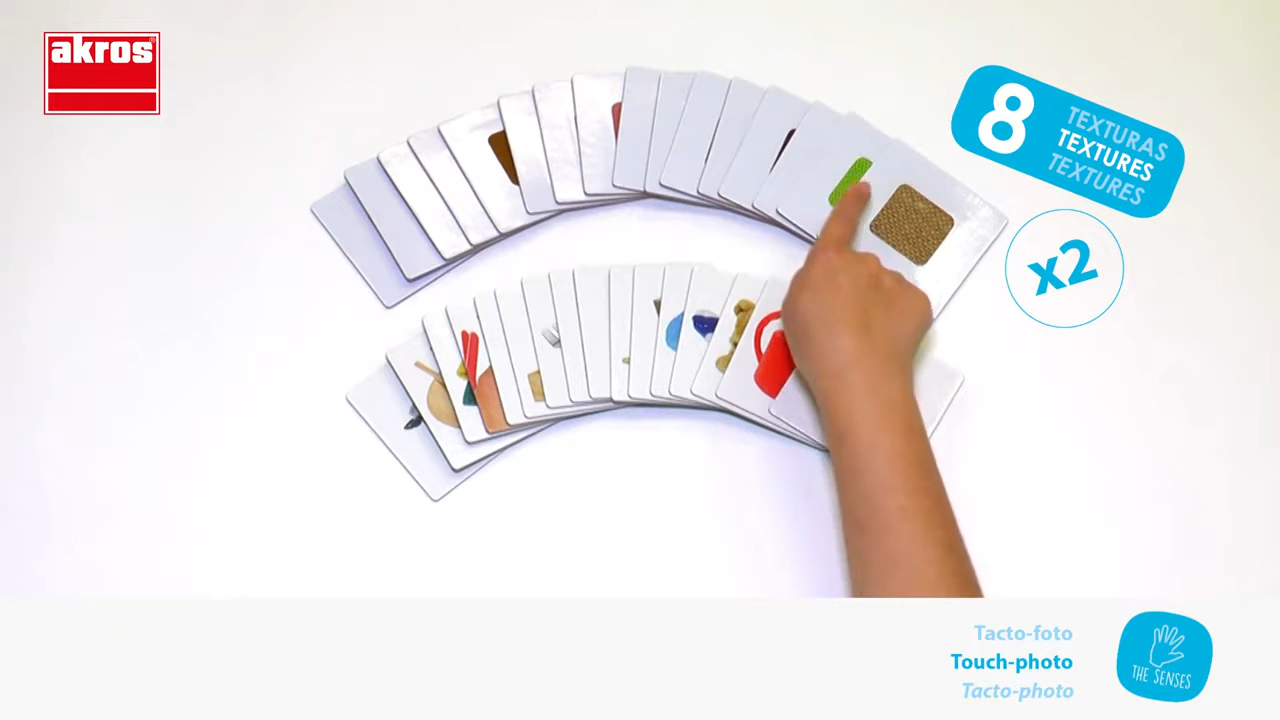 akros
8
TEXTURAS
TEXTURES
TEXTURES
x2
Tacto-foto
Touch-photo
Tacto-photo
THE SENSES